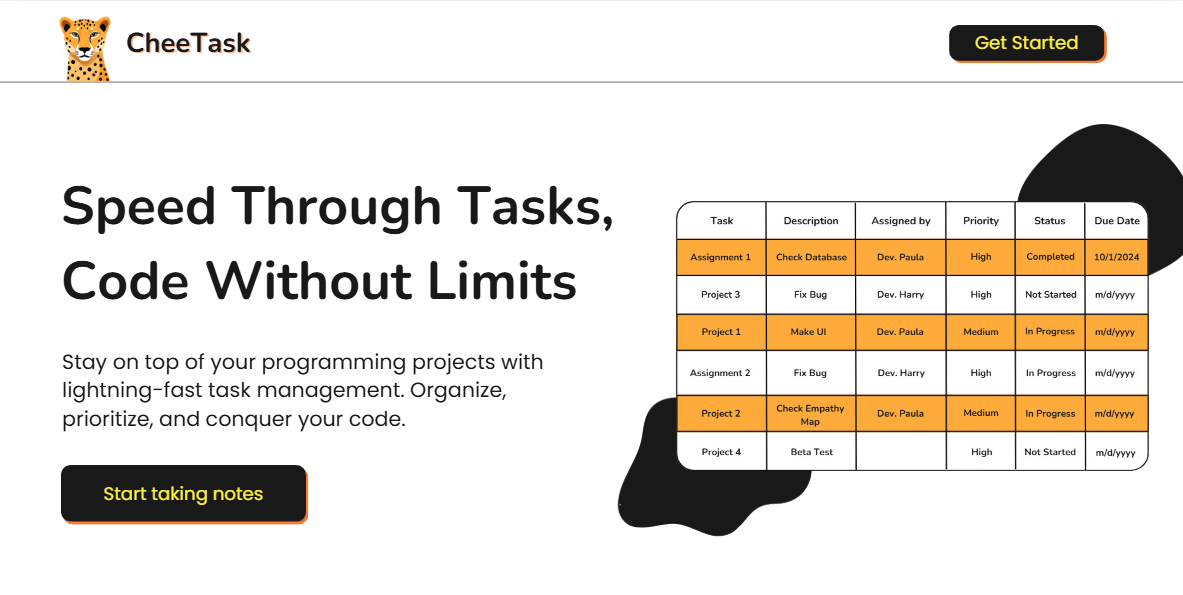 CheeTask
Get Started
Speed Through Tasks,
Code Without Limits
Stay on top of your programming projects with
lightning-fast task management. Organize,
prioritize, and conquer your code.
Start taking notes
Task Description Assigned by Priority Status Due Date
Assignment 1 Check Database Dev. Paula High Completed 10/1/2024
Project 3 Fix Bug Dev. Harry High Not Started m/d/yyyy
Project 1 Make UI Dev. Paula Medium In Progress m/d/yyyy
Assignment 2 Fix Bug Dev. Harry High In Progress m/d/yyyy
Project 2 Check Empathy Map Dev. Paula Medium In Progress m/d/yyyy
Project 4 Beta Test High Not Started m/d/yyyy